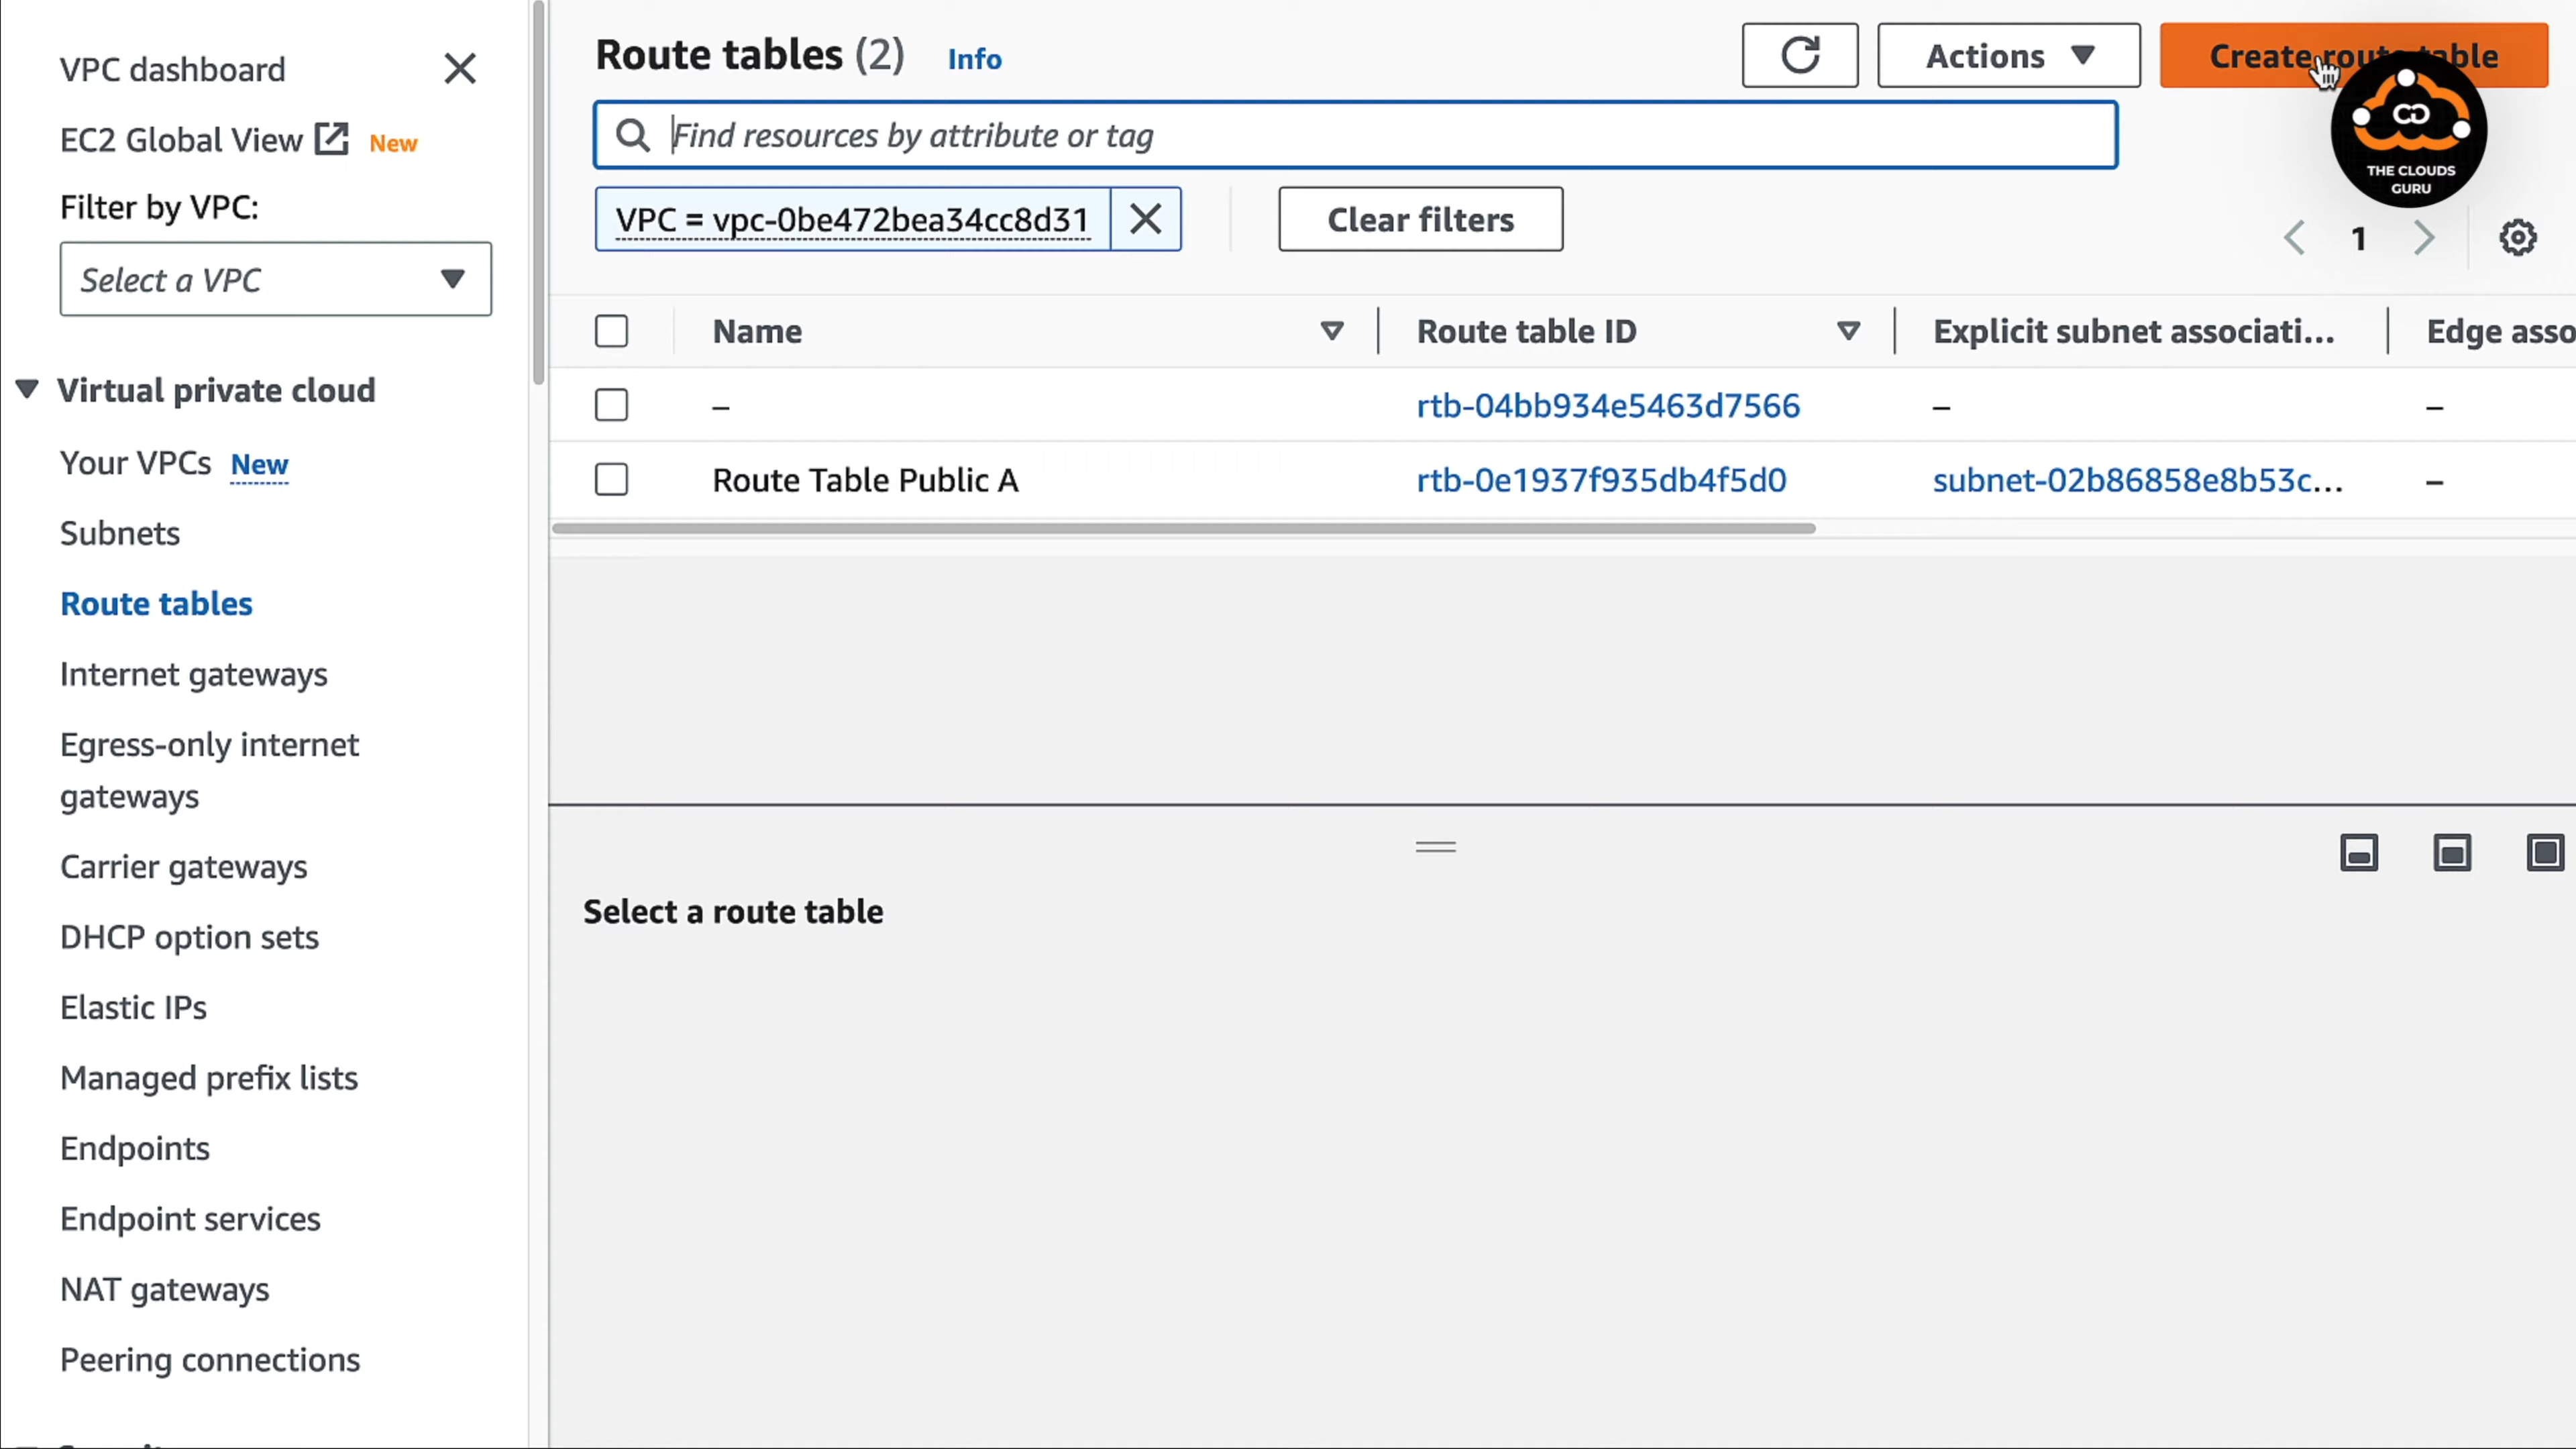 VPC dashboard
EC2 Global View New
Filter by VPC:
Select a VPC
Virtual private cloud
Your VPCs New
Subnets
Route tables
Internet gateways
Egress-only internet
gateways
Carrier gateways
DHCP option sets
Elastic IPs
Managed prefix lists
Endpoints
Endpoint services
NAT gateways
Peering connections
Route tables (2) Info
Actions
Create route table
Find resources by attribute or tag
THE CLOUDS
GURU
VPC = vpc-0be472bea34cc8d31
Clear filters
1
Name Route table ID Explicit subnet associati... Edge asso
– rtb-04bb934e5463d7566 – –
Route Table Public A rtb-0e1937f935db4f5d0 subnet-02b86858e8b53c... –
Select a route table